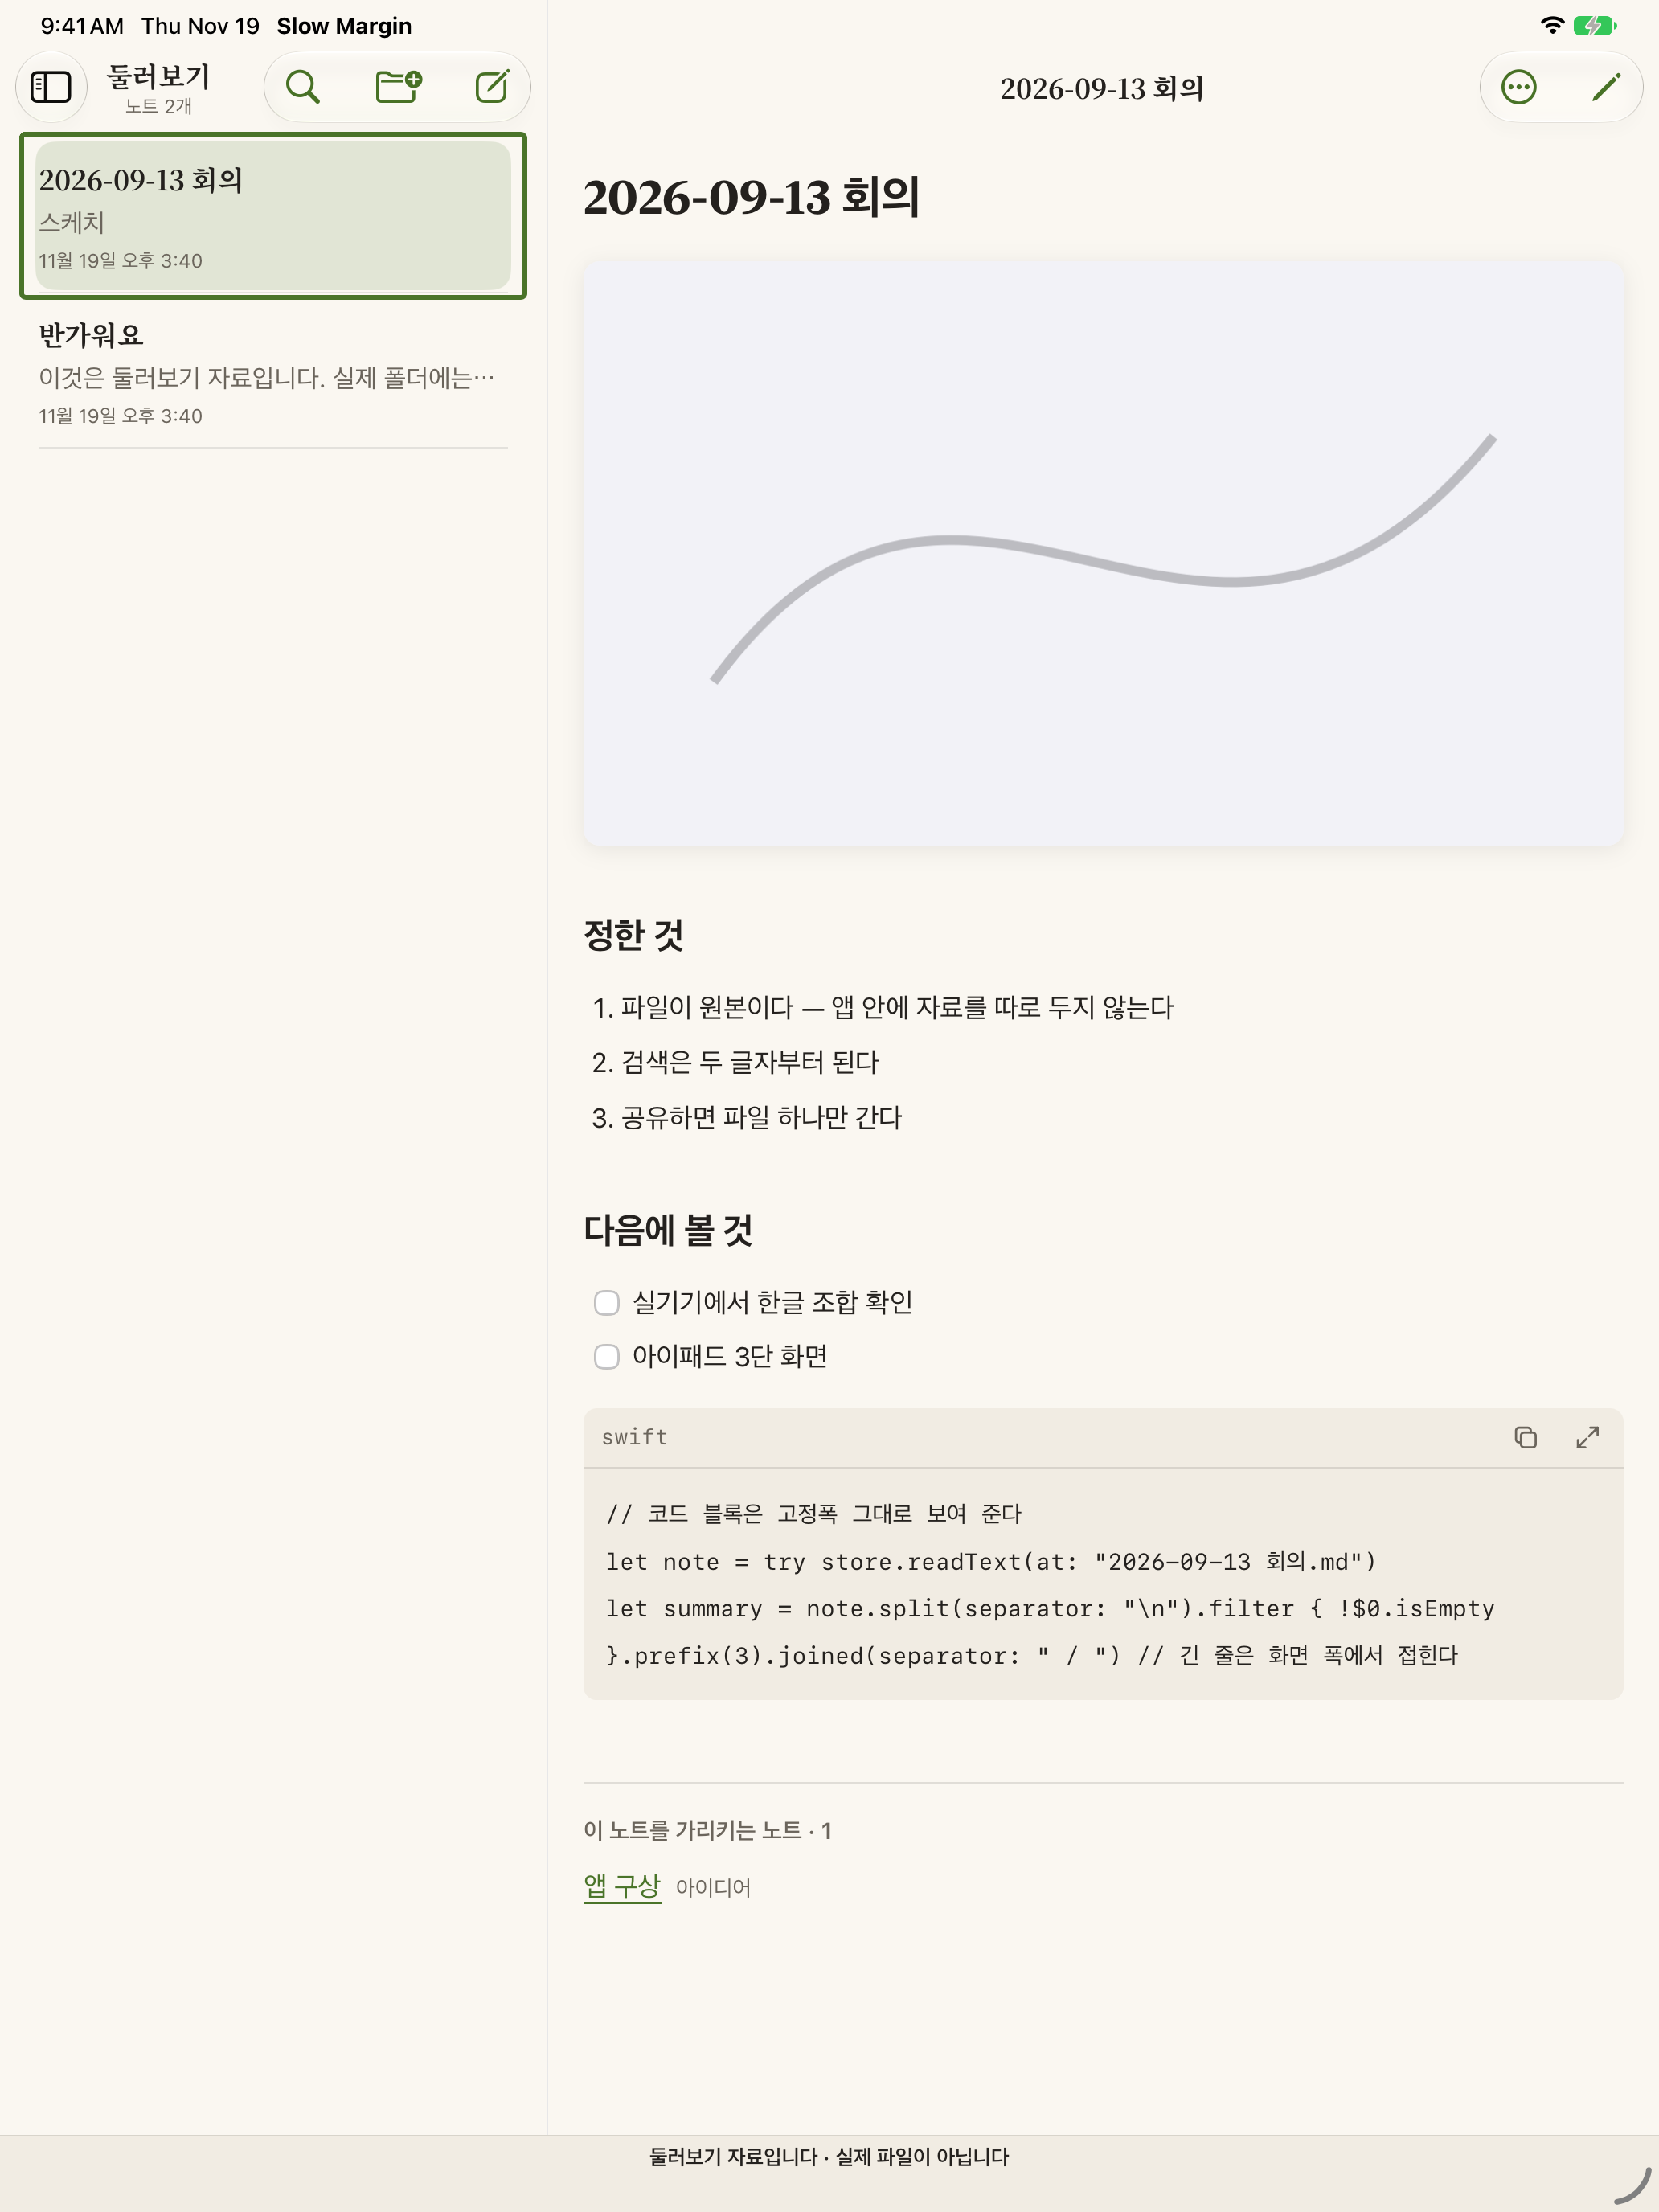 9:41 AM Thu Nov 19 Slow Margin
둘러보기
노트 2개
2026-09-13 회의
스케치
11월 19일 오후 3:40
반가워요
이것은 둘러보기 자료입니다. 실제 폴더에는…
11월 19일 오후 3:40
2026-09-13 회의
2026-09-13 회의
정한 것
1. 파일이 원본이다 — 앱 안에 자료를 따로 두지 않는다
2. 검색은 두 글자부터 된다
3. 공유하면 파일 하나만 간다
다음에 볼 것
실기기에서 한글 조합 확인
아이패드 3단 화면
swift
// 코드 블록은 고정폭 그대로 보여 준다
let note = try store.readText(at: "2026-09-13 회의.md")
let summary = note.split(separator: "\n").filter { !$0.isEmpty
}.prefix(3).joined(separator: " / ") // 긴 줄은 화면 폭에서 접힌다
이 노트를 가리키는 노트 · 1
앱 구상 아이디어
둘러보기 자료입니다 · 실제 파일이 아닙니다